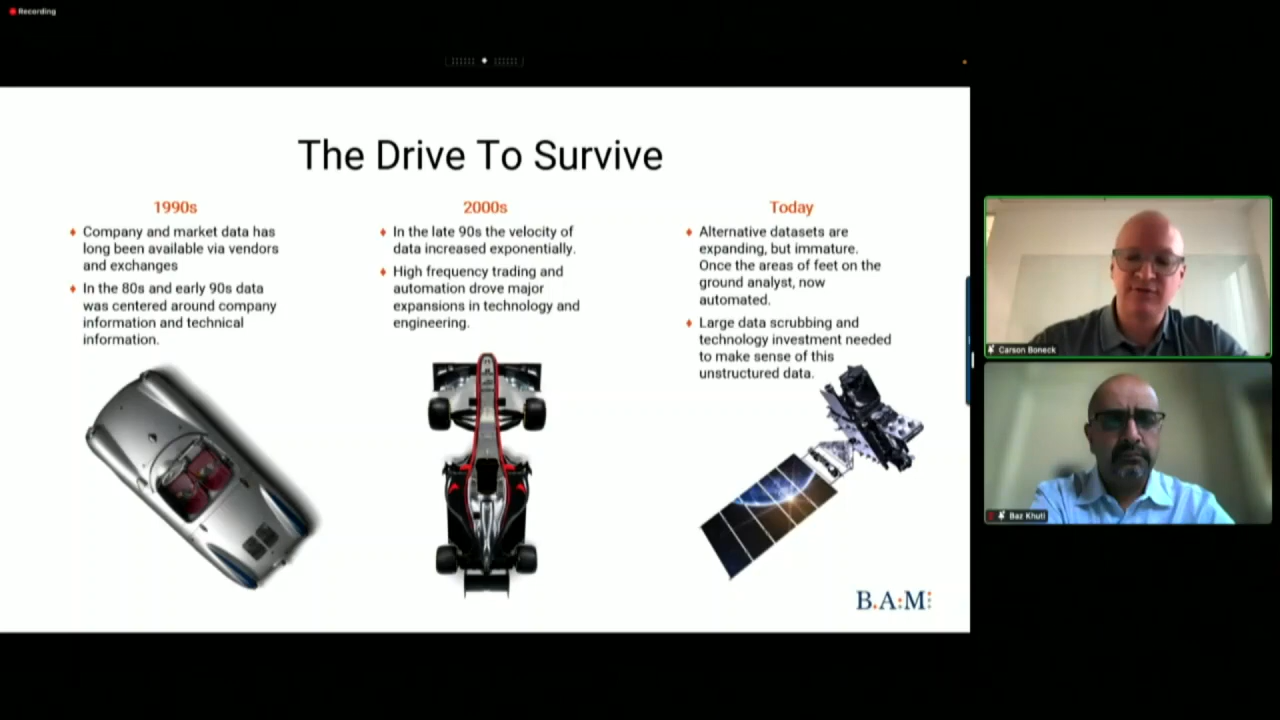 Recording
The Drive To Survive
1990s
Company and market data has
long been available via vendors
and exchanges
In the 80s and early 90s data
was centered around company
information and technical
information.
2000s
In the late 90s the velocity of
data increased exponentially.
High frequency trading and
automation drove major
expansions in technology and
engineering.
Today
Alternative datasets are
expanding, but immature.
Once the areas of feet on the
ground analyst, now
automated.
Large data scrubbing and
technology investment needed
to make sense of this
unstructured data.
B.A:M⋮
Carson Boneck
Baz Khuti